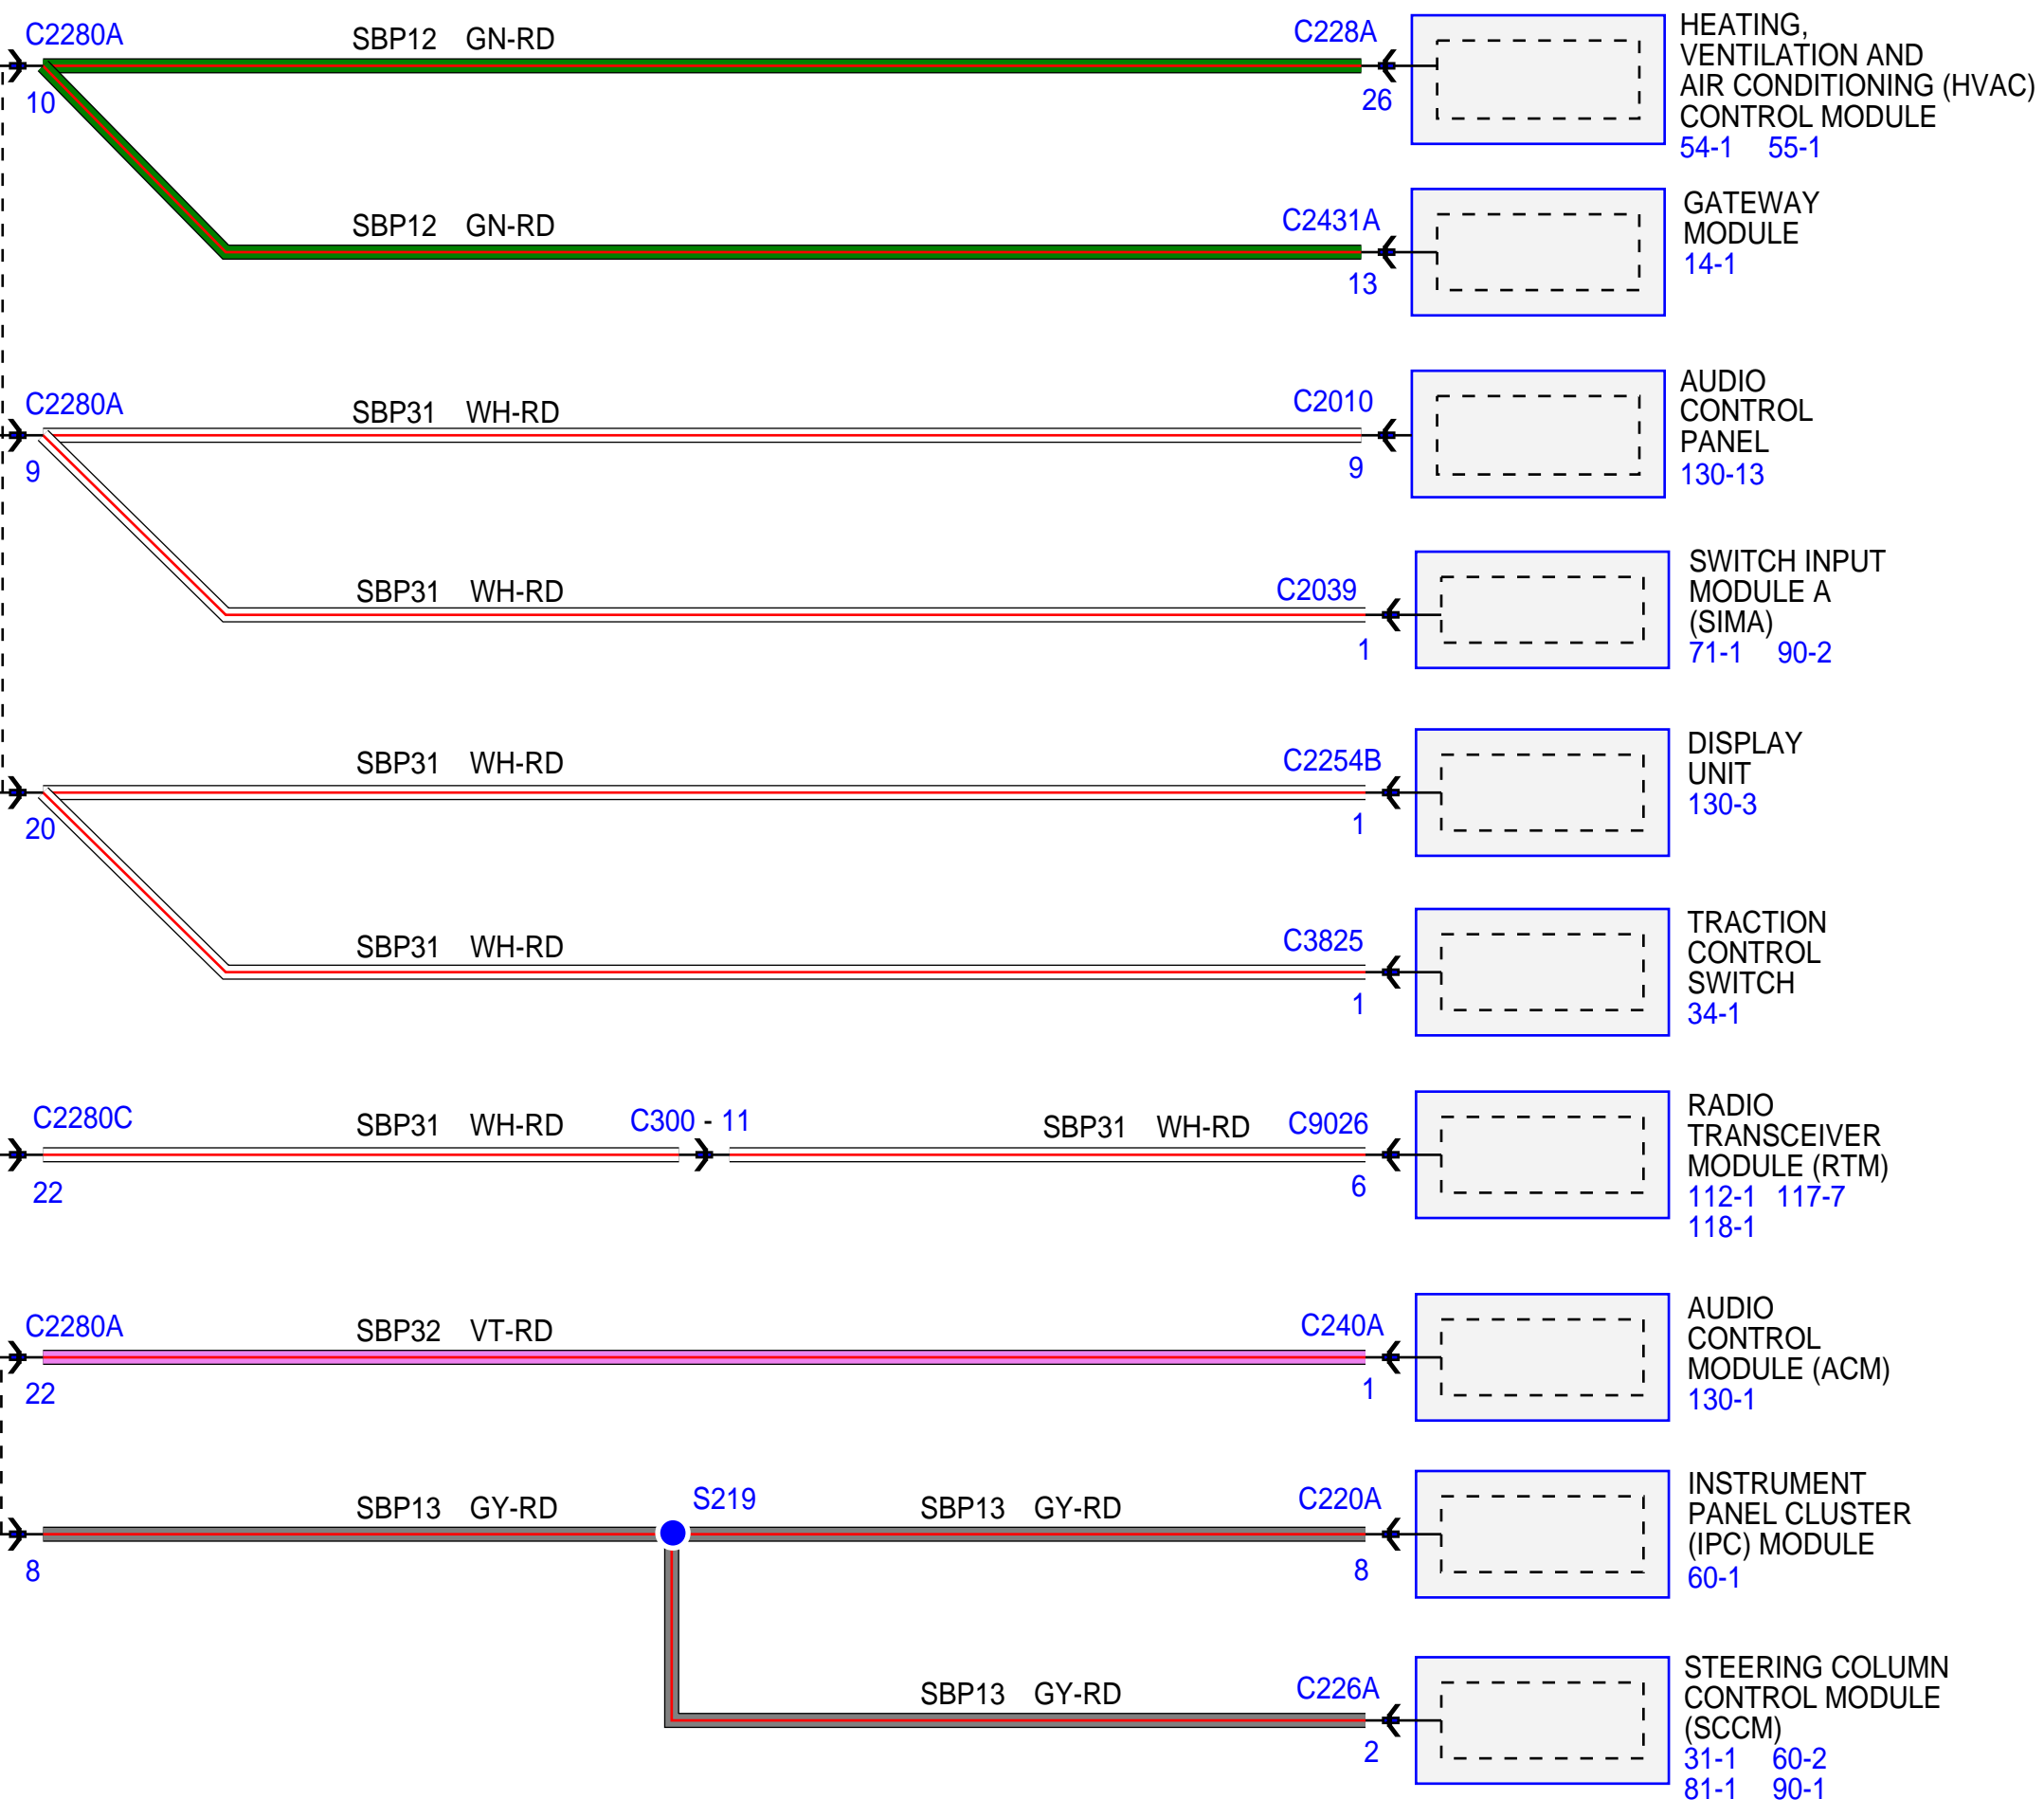 C2280A SBP12 GN-RD C228A
10 26
HEATING,
VENTILATION AND
AIR CONDITIONING (HVAC)
CONTROL MODULE
54-1 55-1
SBP12 GN-RD C2431A
13
GATEWAY
MODULE
14-1
C2280A SBP31 WH-RD C2010
9 9
AUDIO
CONTROL
PANEL
130-13
SBP31 WH-RD C2039
1
SWITCH INPUT
MODULE A
(SIMA)
71-1 90-2
SBP31 WH-RD C2254B
20 1
DISPLAY
UNIT
130-3
SBP31 WH-RD C3825
1
TRACTION
CONTROL
SWITCH
34-1
C2280C SBP31 WH-RD C300 - 11 SBP31 WH-RD C9026
22 6
RADIO
TRANSCEIVER
MODULE (RTM)
112-1 117-7
118-1
C2280A SBP32 VT-RD C240A
22 1
AUDIO
CONTROL
MODULE (ACM)
130-1
SBP13 GY-RD S219 SBP13 GY-RD C220A
8 8
INSTRUMENT
PANEL CLUSTER
(IPC) MODULE
60-1
SBP13 GY-RD C226A
2
STEERING COLUMN
CONTROL MODULE
(SCCM)
31-1 60-2
81-1 90-1